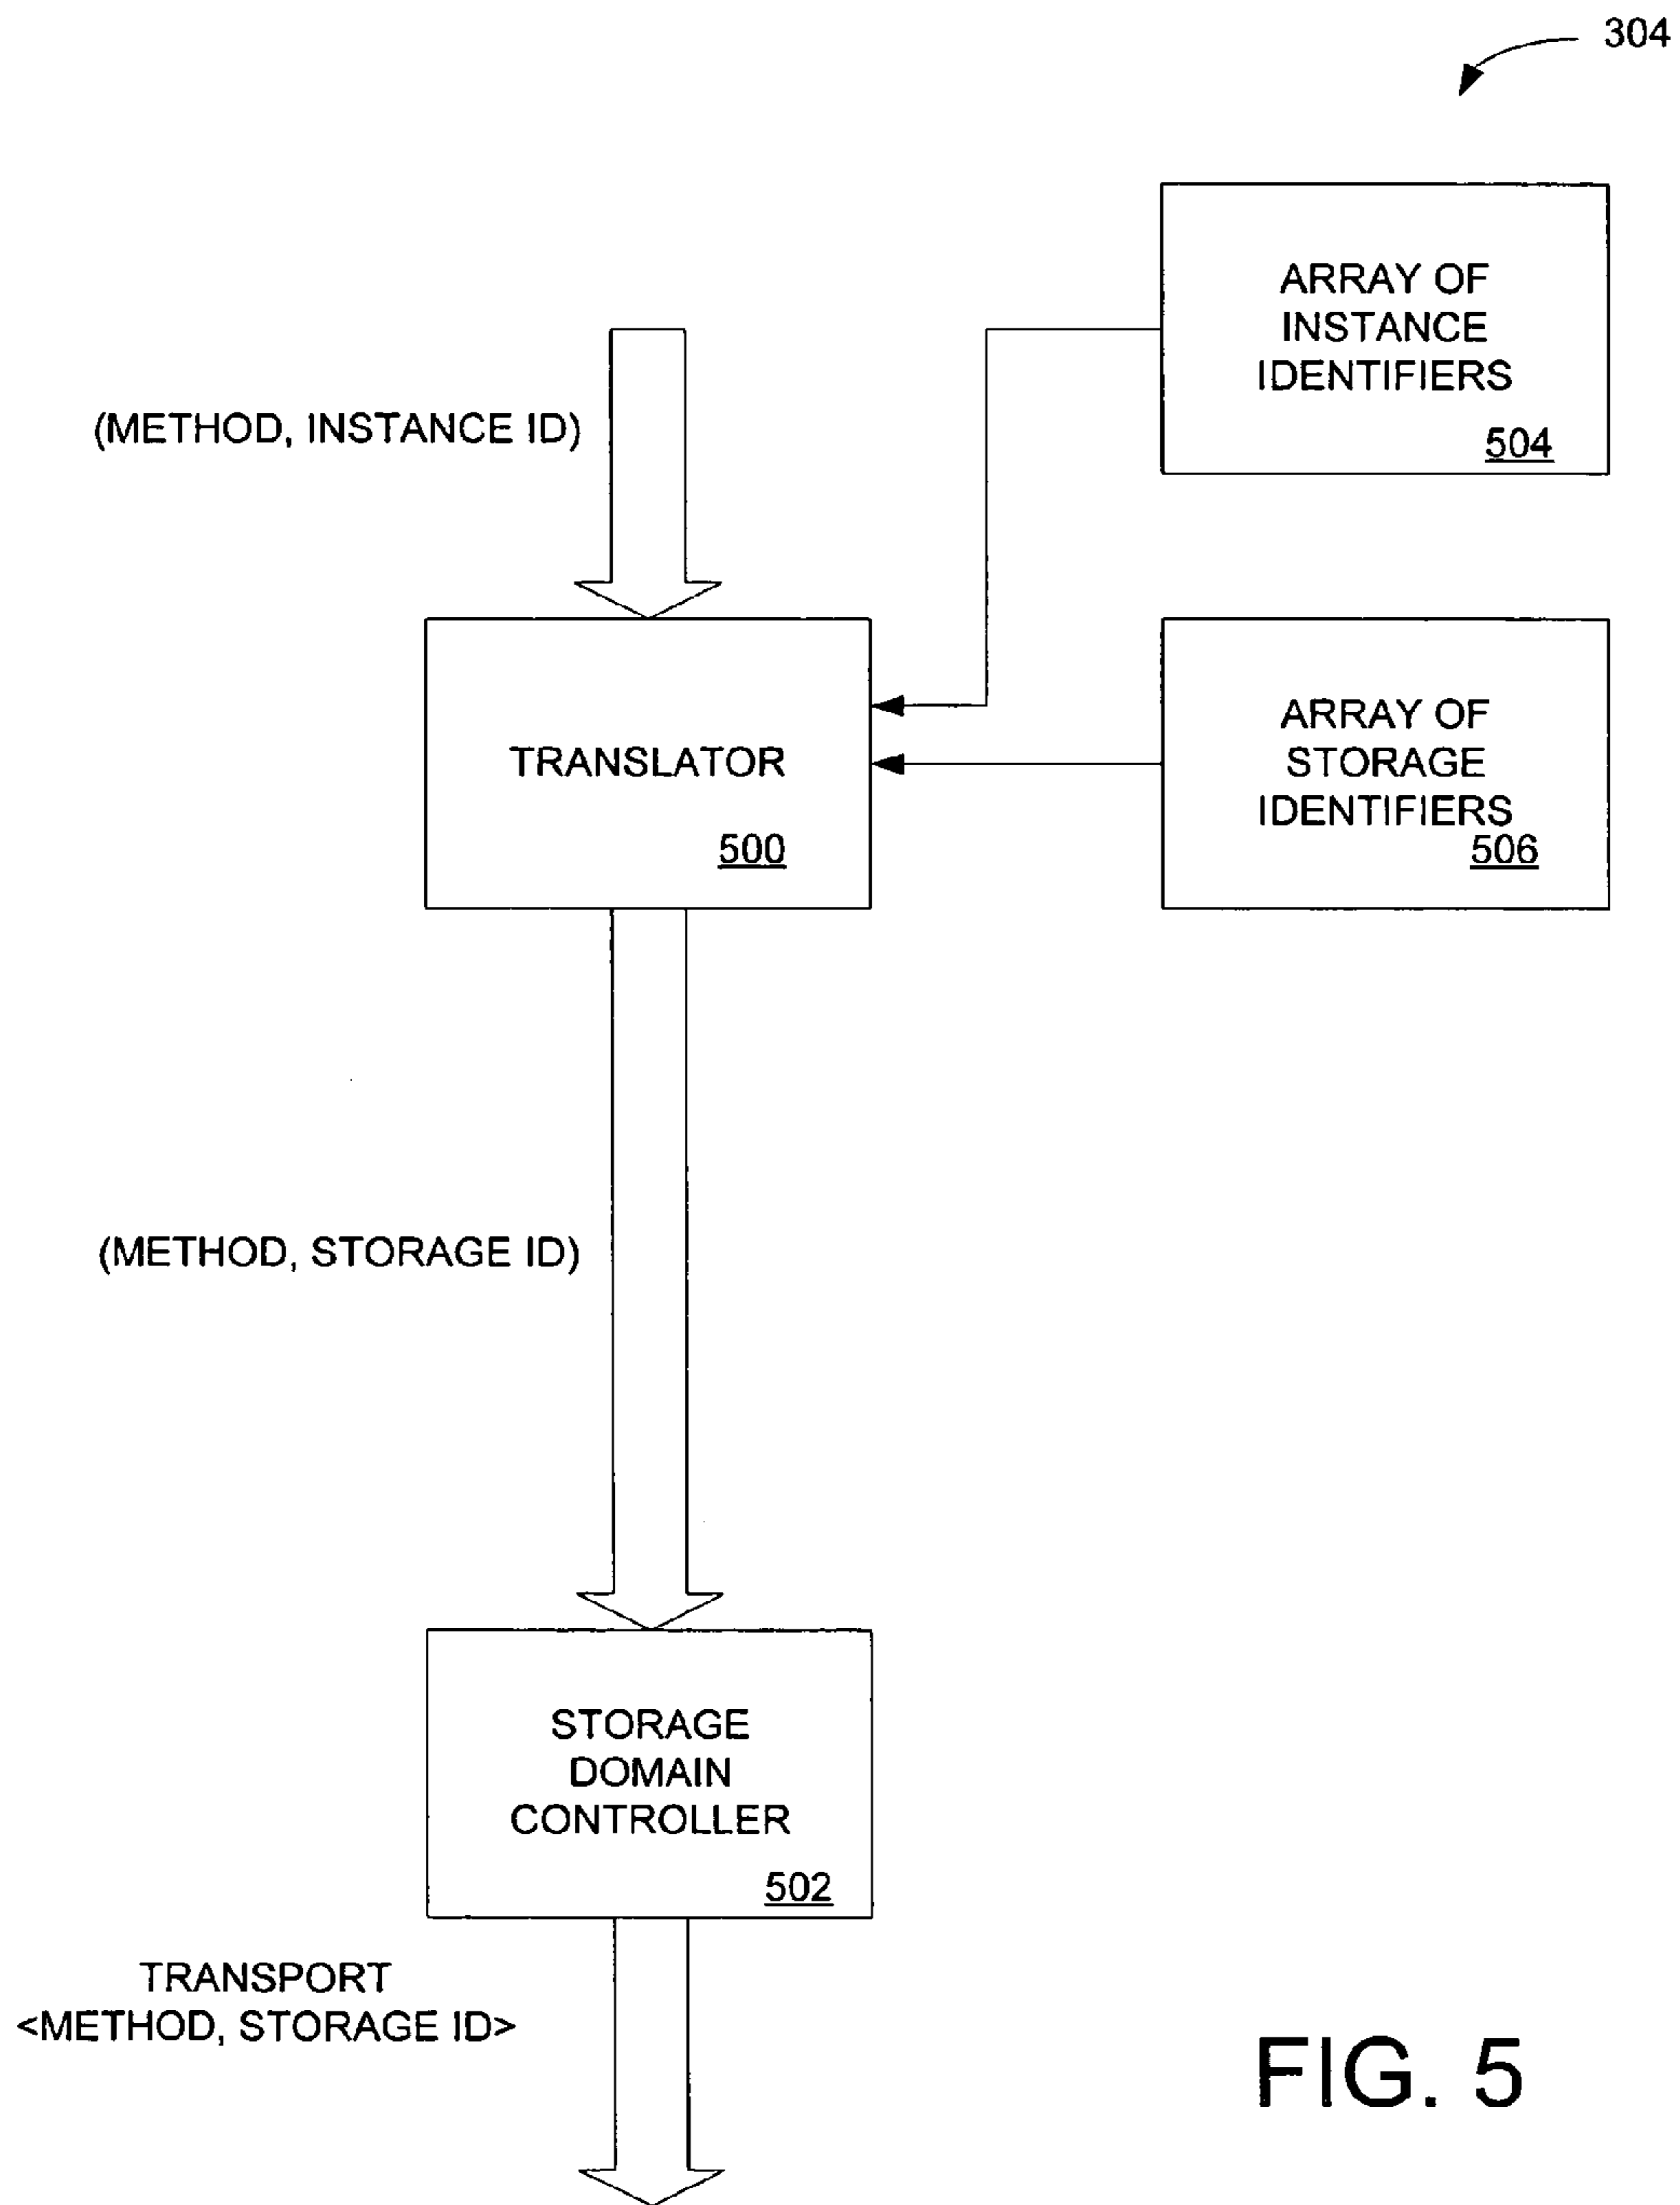 304
ARRAY OF
INSTANCE
IDENTIFIERS
504
(METHOD, INSTANCE ID)
TRANSLATOR
500
ARRAY OF
STORAGE
IDENTIFIERS
506
(METHOD, STORAGE ID)
STORAGE
DOMAIN
CONTROLLER
502
TRANSPORT
<METHOD, STORAGE ID>
FIG. 5